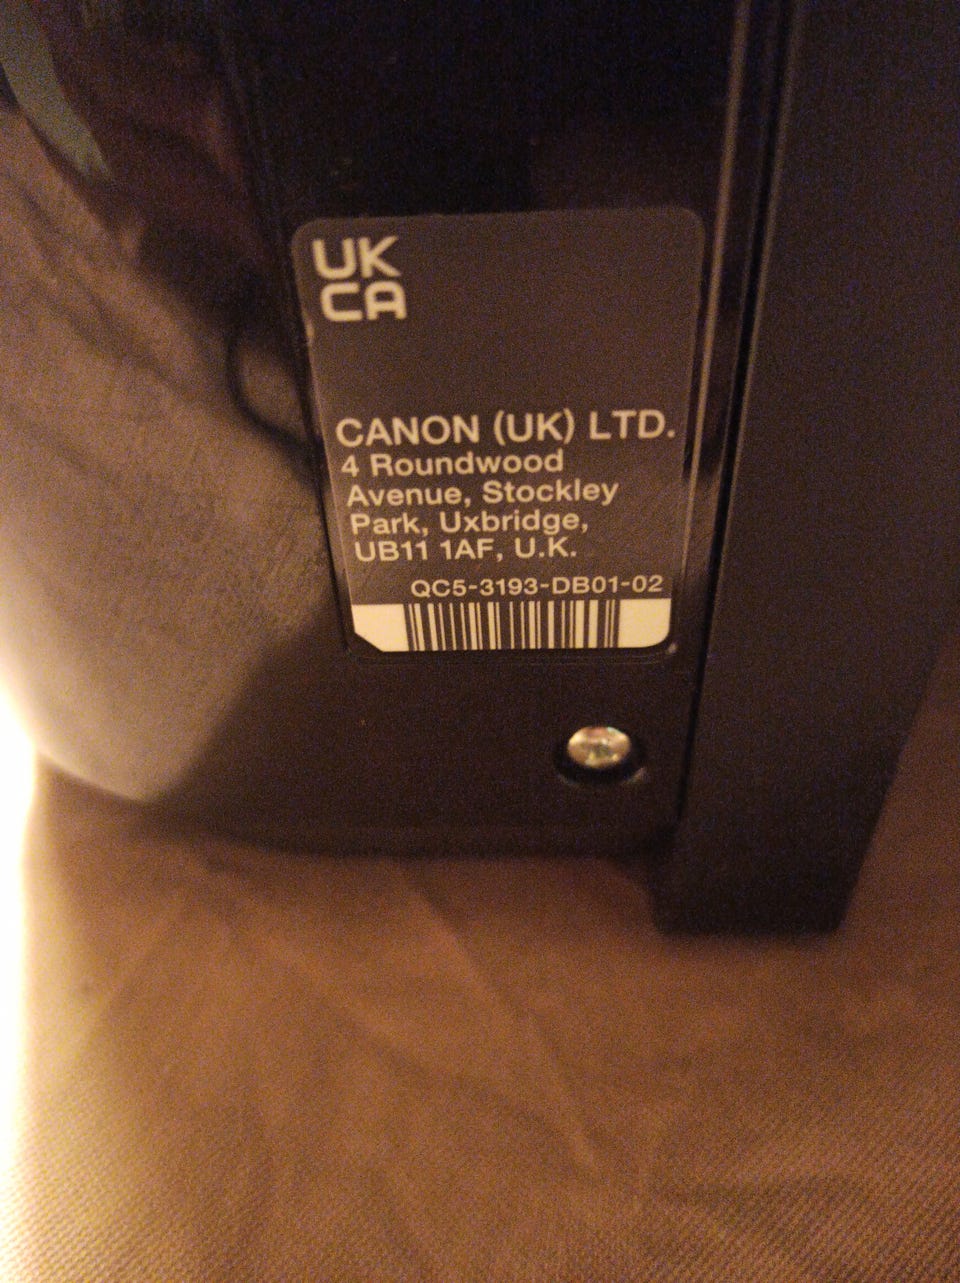 UK
CA
CANON (UK) LTD.
4 Roundwood
Avenue, Stockley
Park, Uxbridge,
UB11 1AF, U.K.
QC5-3193-DB01-02